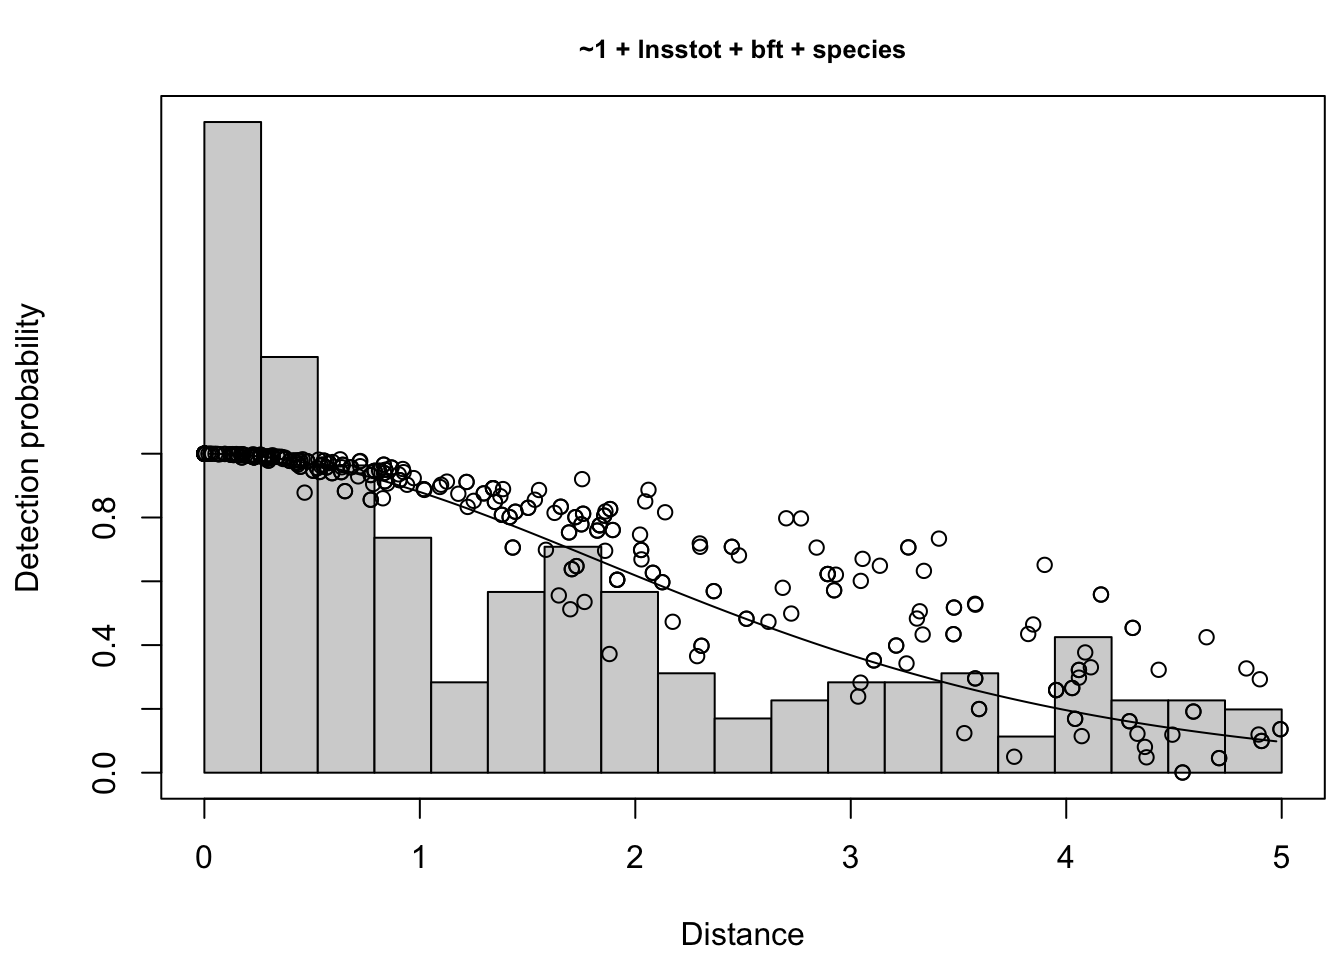 ~1 + lnsstot + bft + species
Detection probability
0.8
0.4
0.0
0 1 2 3 4 5
Distance